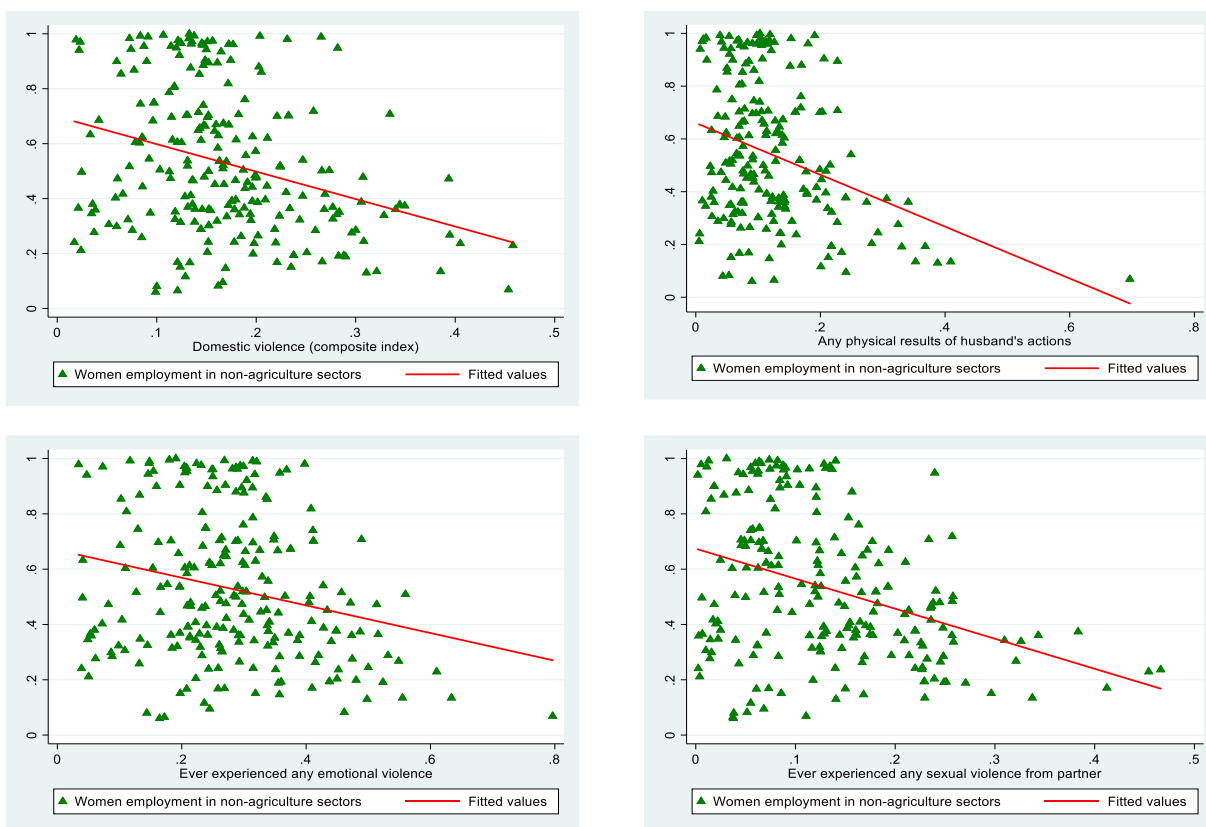 1
.8
.6
.4
.2
0
0 .1 .2 .3 .4 .5
Domestic violence (composite index)
Women employment in non-agriculture sectors Fitted values
1
.8
.6
.4
.2
0
0 .2 .4 .6 .8
Any physical results of husband's actions
Women employment in non-agriculture sectors Fitted values
1
.8
.6
.4
.2
0
0 .2 .4 .6 .8
Ever experienced any emotional violence
Women employment in non-agriculture sectors Fitted values
1
.8
.6
.4
.2
0
0 .1 .2 .3 .4 .5
Ever experienced any sexual violence from partner
Women employment in non-agriculture sectors Fitted values